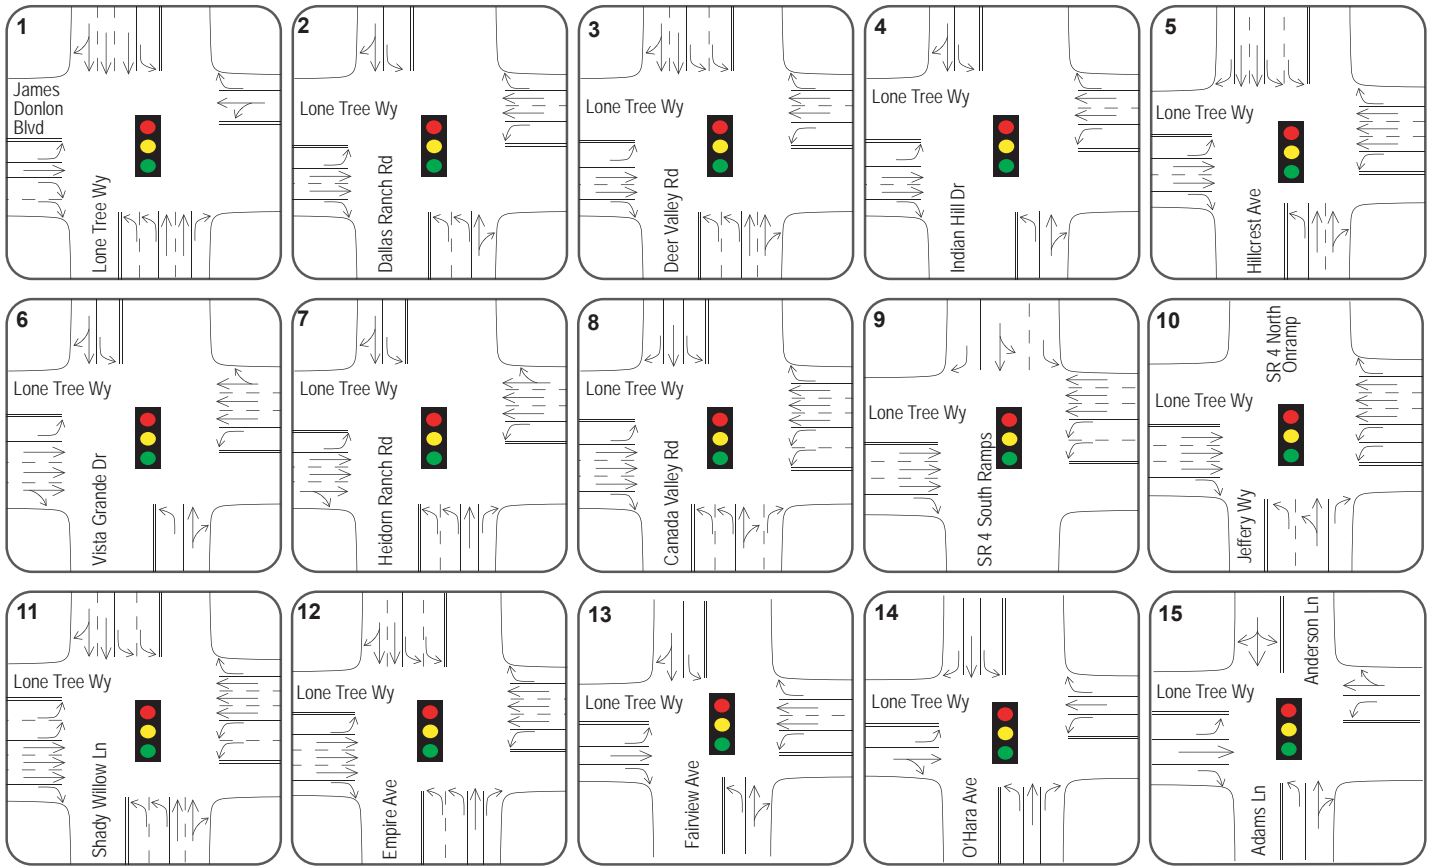 1
James
Donlon
Blvd
Lone Tree Wy
2
Lone Tree Wy
Dallas Ranch Rd
3
Lone Tree Wy
Deer Valley Rd
4
Lone Tree Wy
Indian Hill Dr
5
Lone Tree Wy
Hillcrest Ave
6
Lone Tree Wy
Vista Grande Dr
7
Lone Tree Wy
Heidorn Ranch Rd
8
Lone Tree Wy
Canada Valley Rd
9
Lone Tree Wy
SR 4 South Ramps
10
SR 4 North
Onramp
Lone Tree Wy
Jeffery Wy
11
Lone Tree Wy
Shady Willow Ln
12
Lone Tree Wy
Empire Ave
13
Lone Tree Wy
Fairview Ave
14
Lone Tree Wy
O'Hara Ave
15
Anderson Ln
Lone Tree Wy
Adams Ln